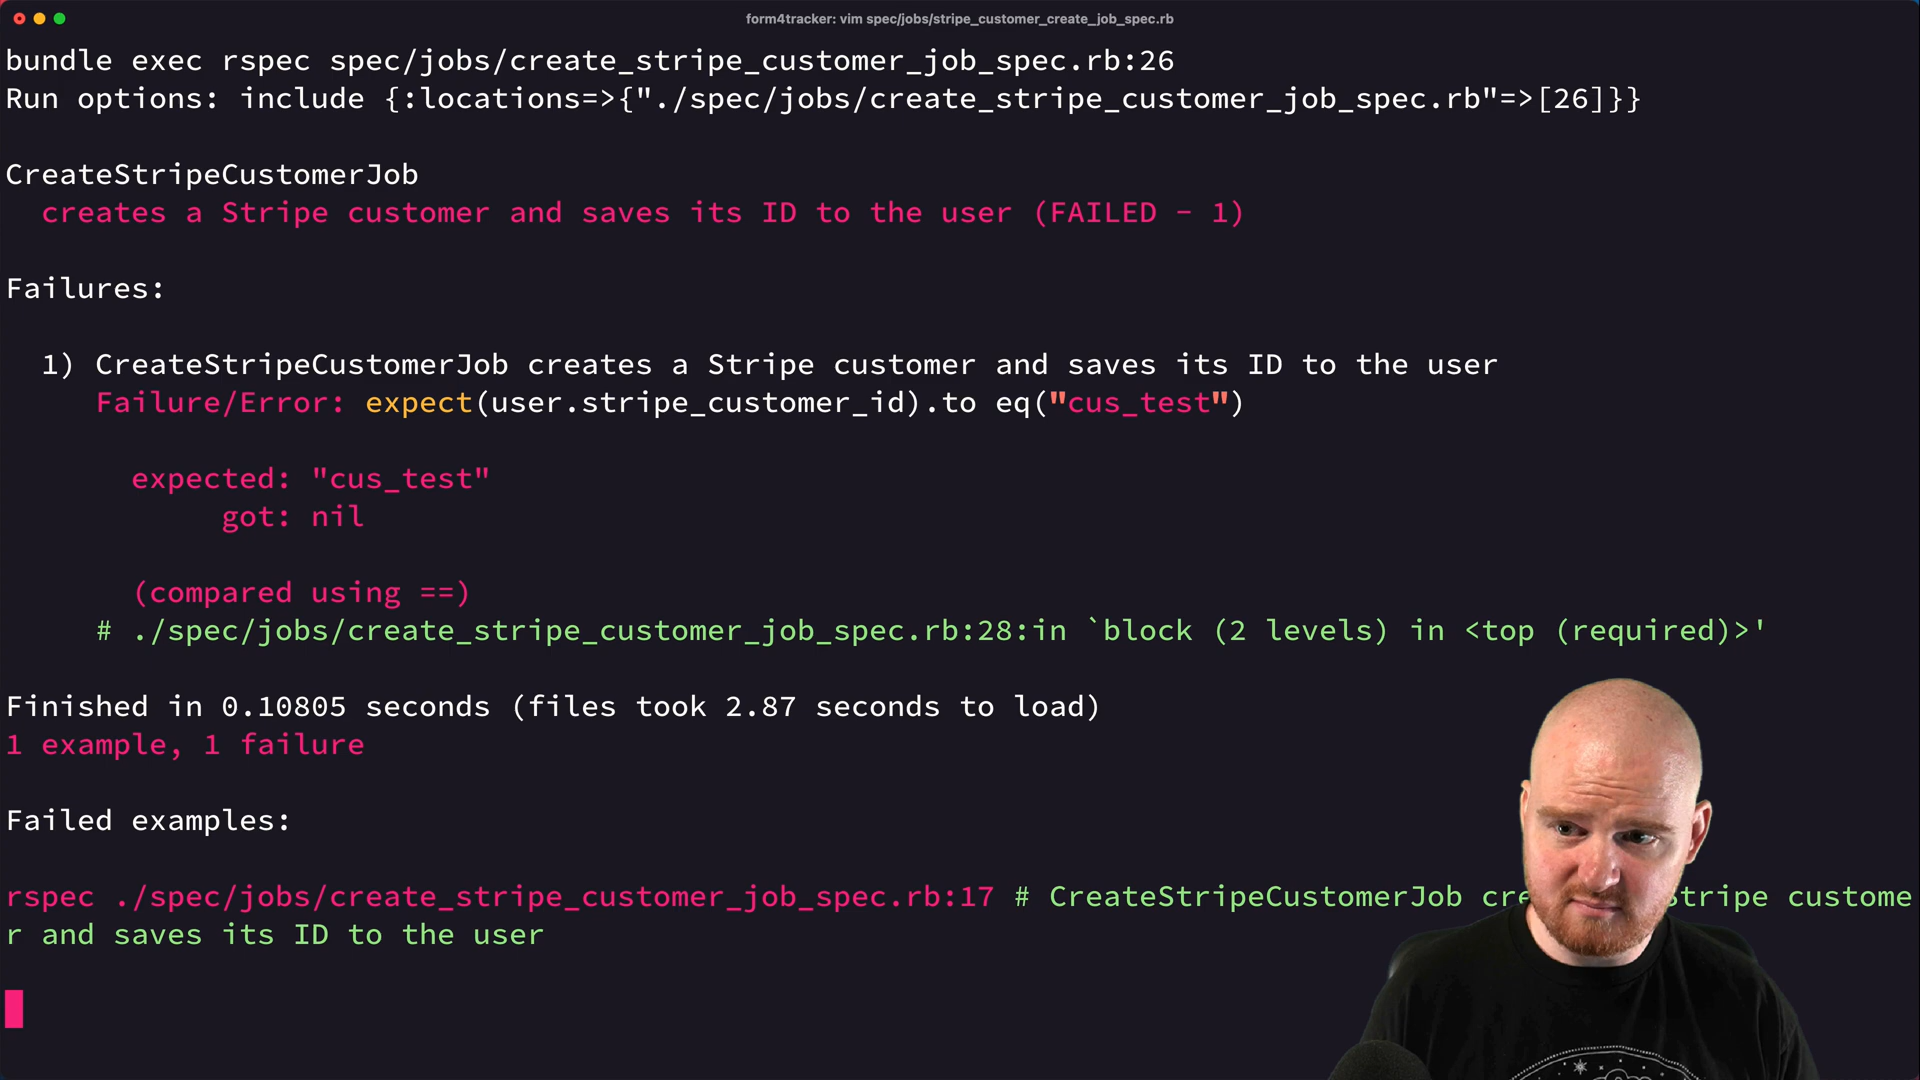 form4tracker: vim spec/jobs/stripe_customer_create_job_spec.rb
bundle exec rspec spec/jobs/create_stripe_customer_job_spec.rb:26
Run options: include {:locations=>{"./spec/jobs/create_stripe_customer_job_spec.rb"=>[26]}}
CreateStripeCustomerJob
creates a Stripe customer and saves its ID to the user (FAILED - 1)
Failures:
1) CreateStripeCustomerJob creates a Stripe customer and saves its ID to the user
Failure/Error: expect(user.stripe_customer_id).to eq("cus_test")
expected: "cus_test"
got: nil
(compared using ==)
# ./spec/jobs/create_stripe_customer_job_spec.rb:28:in `block (2 levels) in <top (required)>'
Finished in 0.10805 seconds (files took 2.87 seconds to load)
1 example, 1 failure
Failed examples:
rspec ./spec/jobs/create_stripe_customer_job_spec.rb:17 # CreateStripeCustomerJob cre Stripe custome
r and saves its ID to the user